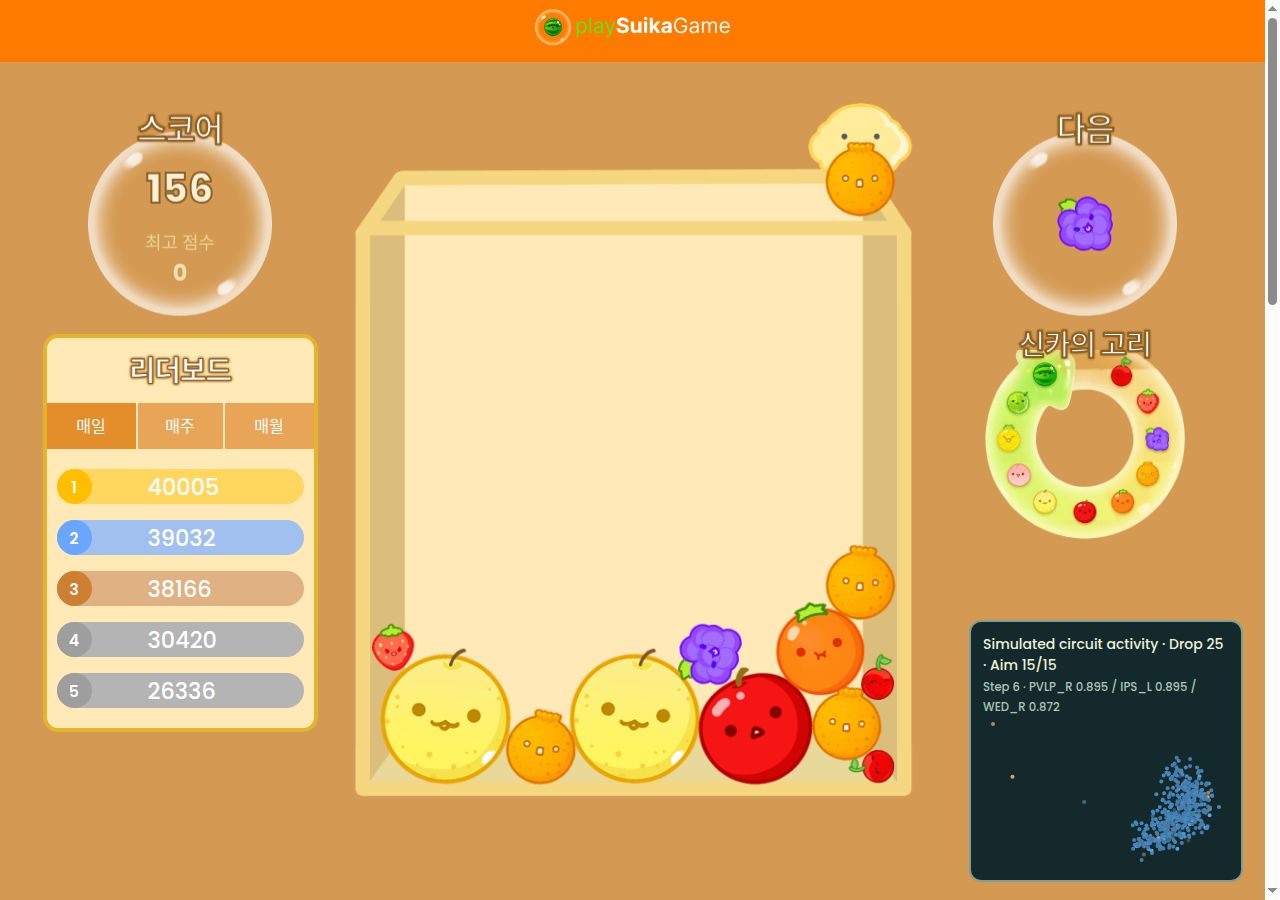 playSuikaGame
스코어
156
최고 점수
0
리더보드
매일 매주 매월
1 40005
2 39032
3 38166
4 30420
5 26336
다음
신카의 고리
Simulated circuit activity · Drop 25
· Aim 15/15
Step 6 · PVLP_R 0.895 / IPS_L 0.895 /
WED_R 0.872